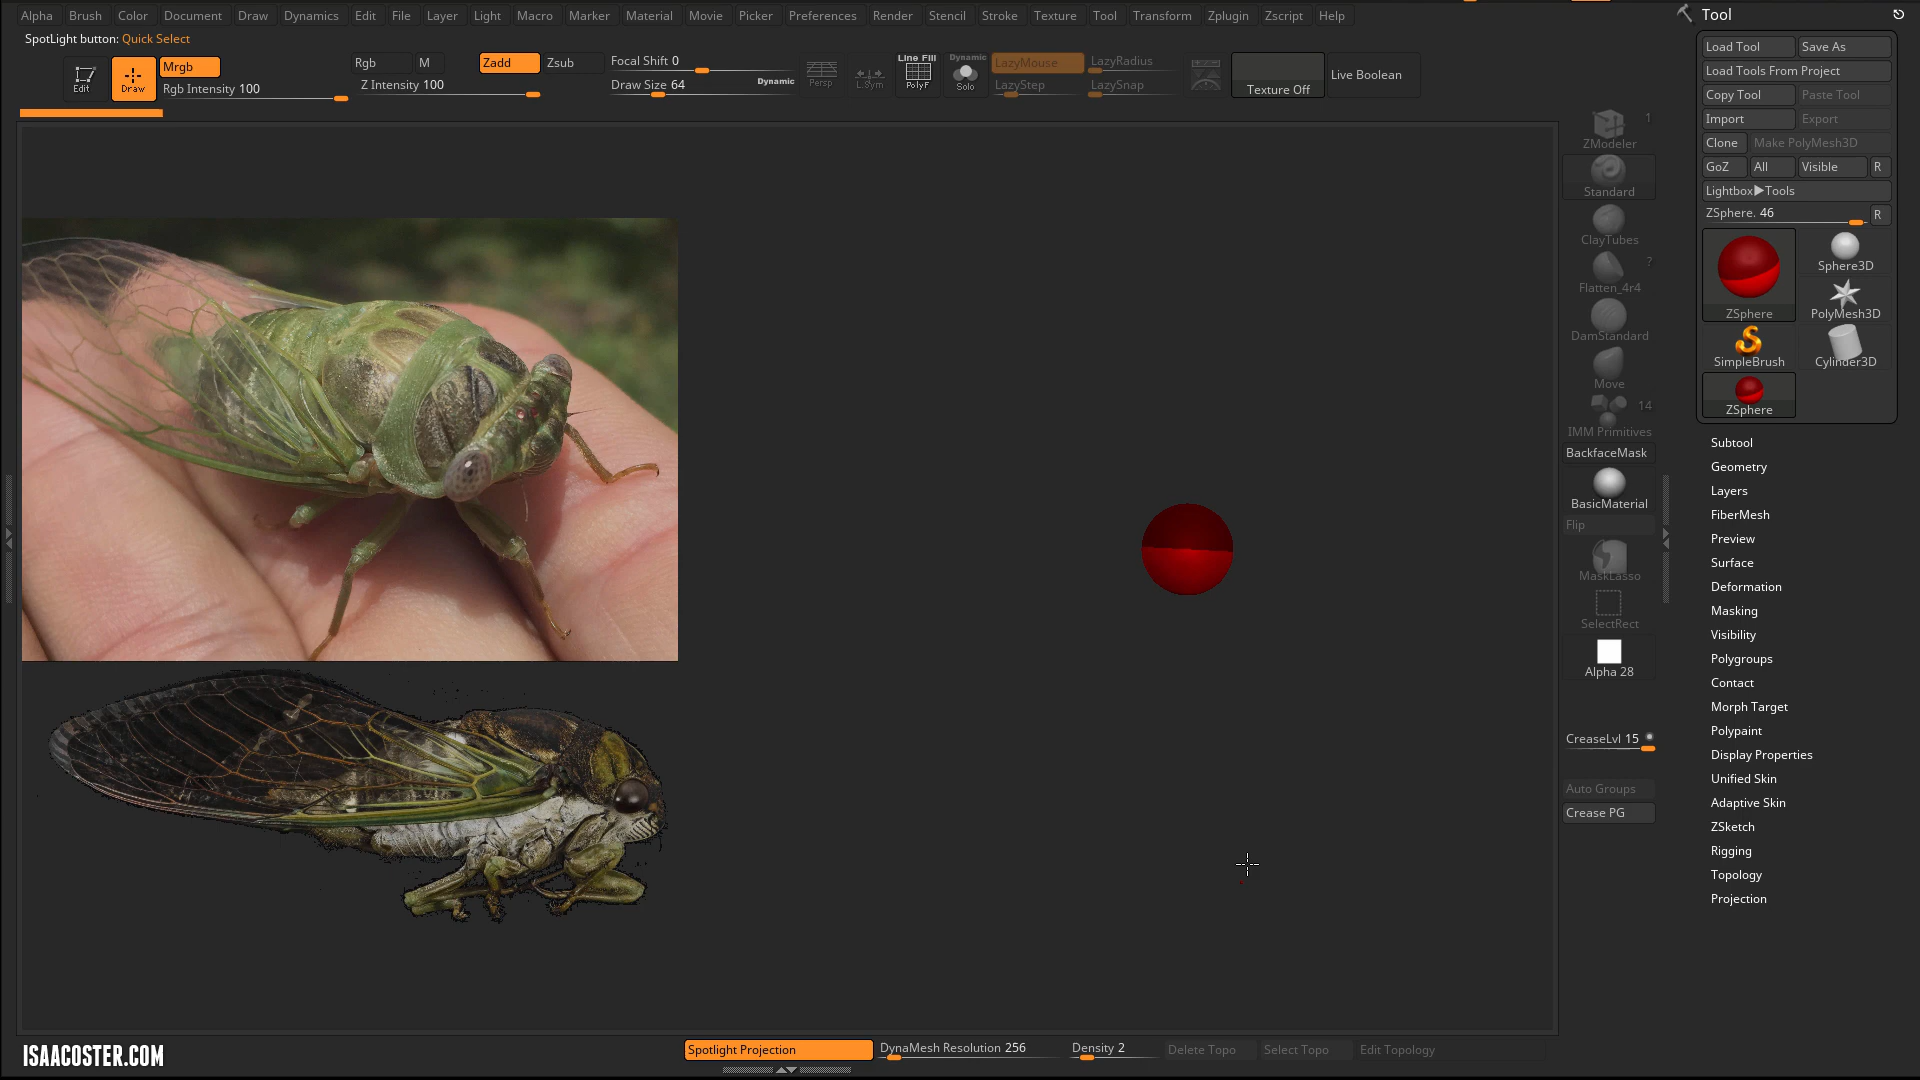 Alpha Brush Color Document Draw Dynamics Edit File Layer Light Macro Marker Material Movie Picker Preferences Render Stencil Stroke Texture Tool Transform Zplugin Zscript Help
SpotLight button: Quick Select
Edit
Draw
Mrgb
Rgb Intensity 100
Rgb
M
Z Intensity 100
Zadd
Zsub
Focal Shift 0
Draw Size 64
Dynamic
Persp
L.Sym
Line Fill
PolyF
Dynamic
Solo
LazyMouse
LazyRadius
LazyStep
LazySnap
Texture Off
Live Boolean
1
ZModeler
Standard
ClayTubes
?
Flatten_4r4
DamStandard
Move
14
IMM Primitives
BackfaceMask
BasicMaterial
Flip
MaskLasso
SelectRect
Alpha 28
CreaseLvl 15
Auto Groups
Crease PG
Tool
Load Tool Save As
Load Tools From Project
Copy Tool Paste Tool
Import Export
Clone Make PolyMesh3D
GoZ All Visible R
Lightbox▶Tools
ZSphere. 46 R
ZSphere
Sphere3D
PolyMesh3D
SimpleBrush
Cylinder3D
ZSphere
Subtool
Geometry
Layers
FiberMesh
Preview
Surface
Deformation
Masking
Visibility
Polygroups
Contact
Morph Target
Polypaint
Display Properties
Unified Skin
Adaptive Skin
ZSketch
Rigging
Topology
Projection
ISAACOSTER.COM
Spotlight Projection
DynaMesh Resolution 256
Density 2
Delete Topo
Select Topo
Edit Topology